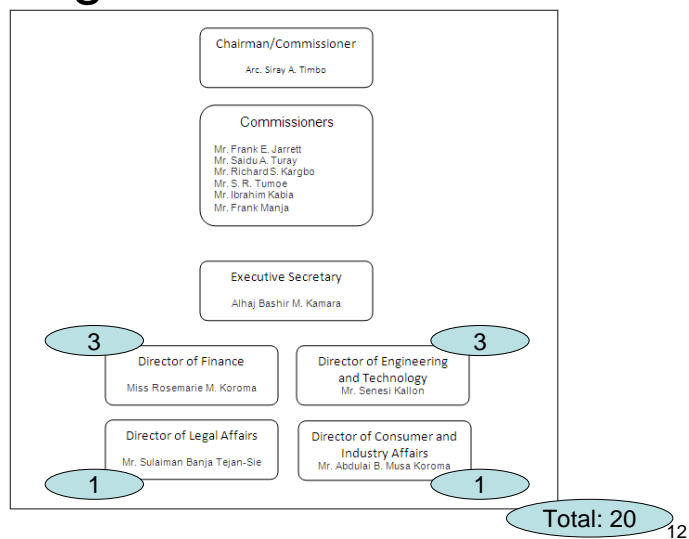 Chairman/Commissioner
Arc. Siray A. Timbo
Commissioners
Mr. Frank E. Jarrett
Mr. Saidu A. Turay
Mr. Richard S. Kargbo
Mr. S. R. Tumoe
Mr. Ibrahim Kabia
Mr. Frank Manja
Executive Secretary
Alhaj Bashir M. Kamara
3
Director of Finance
Miss Rosemarie M. Koroma
3
Director of Engineering
and Technology
Mr. Senesi Kallon
Director of Legal Affairs
Mr. Sulaiman Banja Tejan-Sie
1
Director of Consumer and
Industry Affairs
Mr. Abdulai B. Musa Koroma
1
Total: 20
12